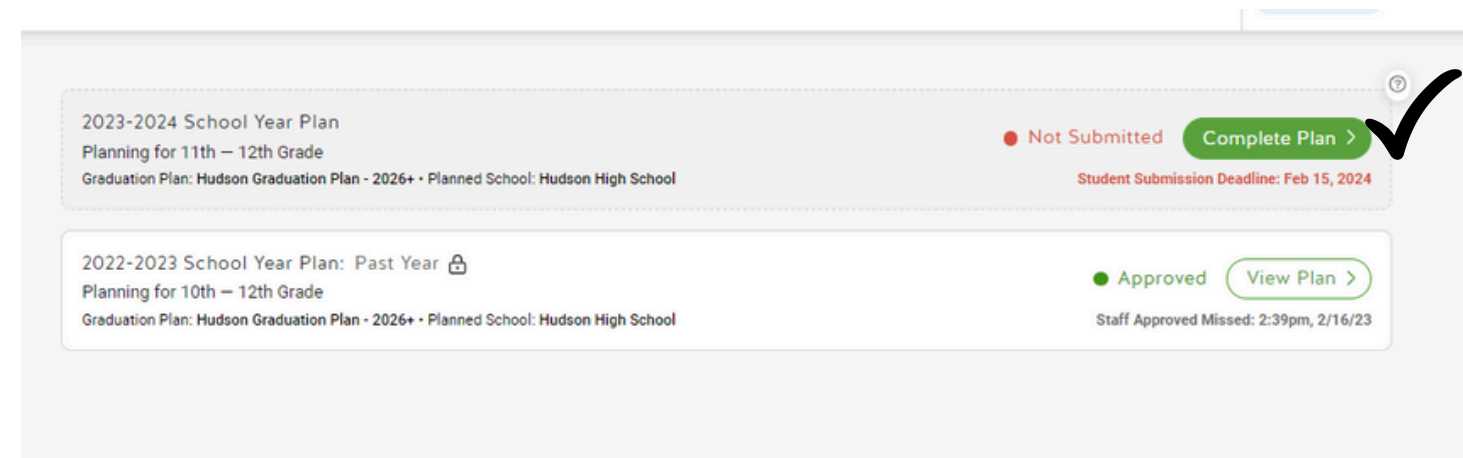 2023-2024 School Year Plan
Not Submitted
Complete Plan >
Planning for 11th — 12th Grade
Graduation Plan: Hudson Graduation Plan - 2026+ • Planned School: Hudson High School
Student Submission Deadline: Feb 15, 2024
2022-2023 School Year Plan: Past Year
Approved
View Plan >
Planning for 10th — 12th Grade
Graduation Plan: Hudson Graduation Plan - 2026+ • Planned School: Hudson High School
Staff Approved Missed: 2:39pm, 2/16/23